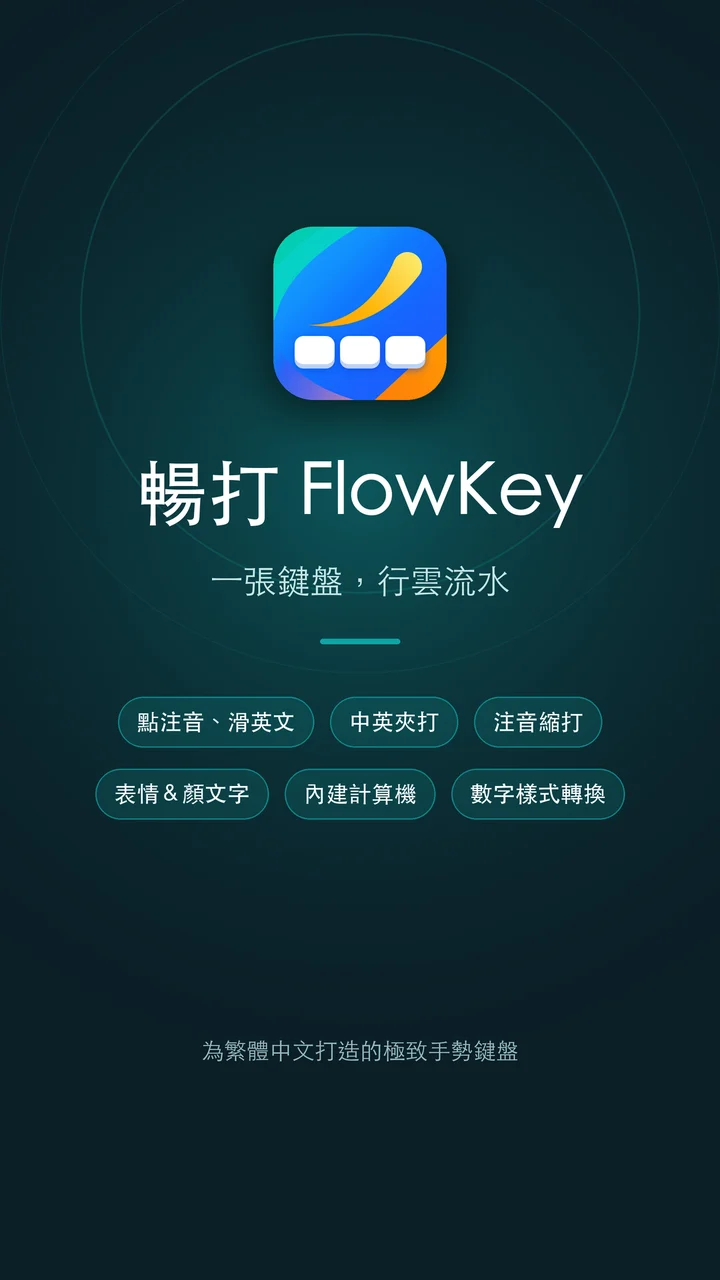 暢打 FlowKey
一張鍵盤，行雲流水
點注音、滑英文 中英夾打 注音縮打
表情＆顏文字 內建計算機 數字樣式轉換
為繁體中文打造的極致手勢鍵盤